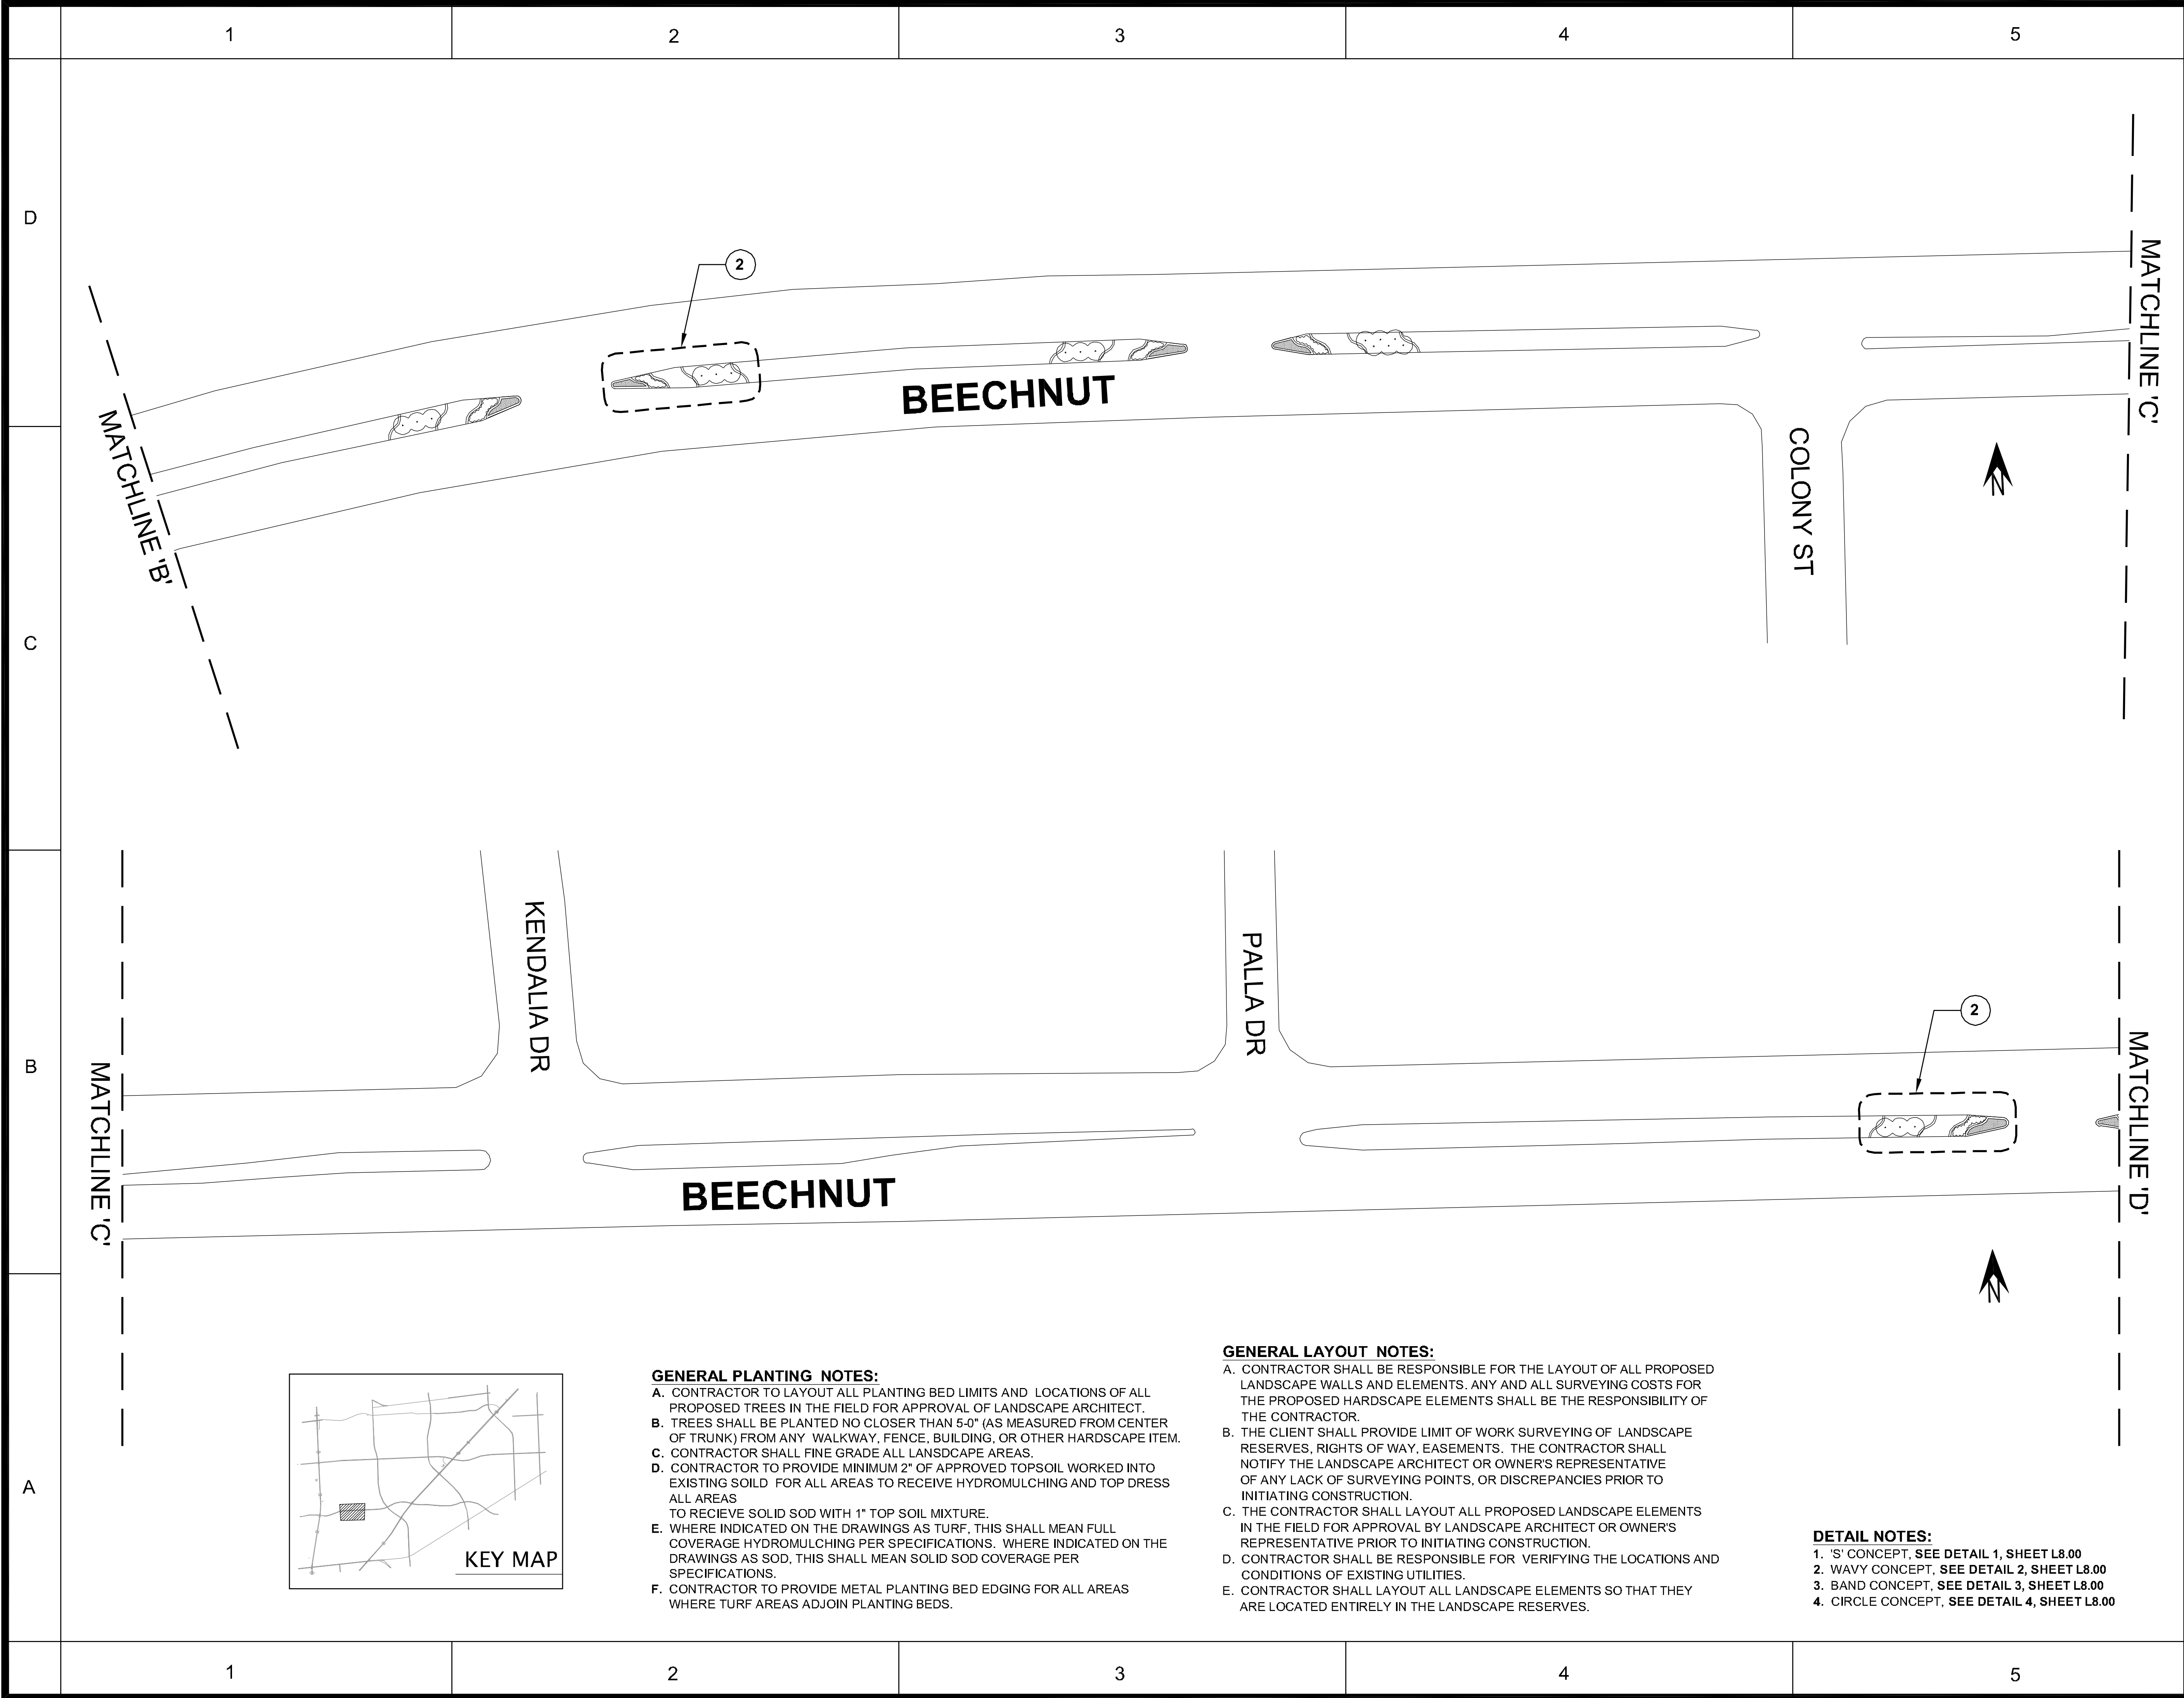 1
2
3
4
5
D
C
B
A
2
BEECHNUT
MATCHLINE 'B'
MATCHLINE 'C'
COLONY ST
N
KENDALIA DR
PALLA DR
2
MATCHLINE 'C'
MATCHLINE 'D'
BEECHNUT
N
KEY MAP
GENERAL PLANTING NOTES:
A. CONTRACTOR TO LAYOUT ALL PLANTING BED LIMITS AND LOCATIONS OF ALL
PROPOSED TREES IN THE FIELD FOR APPROVAL OF LANDSCAPE ARCHITECT.
B. TREES SHALL BE PLANTED NO CLOSER THAN 5-0" (AS MEASURED FROM CENTER
OF TRUNK) FROM ANY WALKWAY, FENCE, BUILDING, OR OTHER HARDSCAPE ITEM.
C. CONTRACTOR SHALL FINE GRADE ALL LANSDCAPE AREAS.
D. CONTRACTOR TO PROVIDE MINIMUM 2" OF APPROVED TOPSOIL WORKED INTO
EXISTING SOILD FOR ALL AREAS TO RECEIVE HYDROMULCHING AND TOP DRESS
ALL AREAS
TO RECIEVE SOLID SOD WITH 1" TOP SOIL MIXTURE.
E. WHERE INDICATED ON THE DRAWINGS AS TURF, THIS SHALL MEAN FULL
COVERAGE HYDROMULCHING PER SPECIFICATIONS. WHERE INDICATED ON THE
DRAWINGS AS SOD, THIS SHALL MEAN SOLID SOD COVERAGE PER
SPECIFICATIONS.
F. CONTRACTOR TO PROVIDE METAL PLANTING BED EDGING FOR ALL AREAS
WHERE TURF AREAS ADJOIN PLANTING BEDS.
GENERAL LAYOUT NOTES:
A. CONTRACTOR SHALL BE RESPONSIBLE FOR THE LAYOUT OF ALL PROPOSED
LANDSCAPE WALLS AND ELEMENTS. ANY AND ALL SURVEYING COSTS FOR
THE PROPOSED HARDSCAPE ELEMENTS SHALL BE THE RESPONSIBILITY OF
THE CONTRACTOR.
B. THE CLIENT SHALL PROVIDE LIMIT OF WORK SURVEYING OF LANDSCAPE
RESERVES, RIGHTS OF WAY, EASEMENTS. THE CONTRACTOR SHALL
NOTIFY THE LANDSCAPE ARCHITECT OR OWNER'S REPRESENTATIVE
OF ANY LACK OF SURVEYING POINTS, OR DISCREPANCIES PRIOR TO
INITIATING CONSTRUCTION.
C. THE CONTRACTOR SHALL LAYOUT ALL PROPOSED LANDSCAPE ELEMENTS
IN THE FIELD FOR APPROVAL BY LANDSCAPE ARCHITECT OR OWNER'S
REPRESENTATIVE PRIOR TO INITIATING CONSTRUCTION.
D. CONTRACTOR SHALL BE RESPONSIBLE FOR VERIFYING THE LOCATIONS AND
CONDITIONS OF EXISTING UTILITIES.
E. CONTRACTOR SHALL LAYOUT ALL LANDSCAPE ELEMENTS SO THAT THEY
ARE LOCATED ENTIRELY IN THE LANDSCAPE RESERVES.
DETAIL NOTES:
1. 'S' CONCEPT, SEE DETAIL 1, SHEET L8.00
2. WAVY CONCEPT, SEE DETAIL 2, SHEET L8.00
3. BAND CONCEPT, SEE DETAIL 3, SHEET L8.00
4. CIRCLE CONCEPT, SEE DETAIL 4, SHEET L8.00
1
2
3
4
5